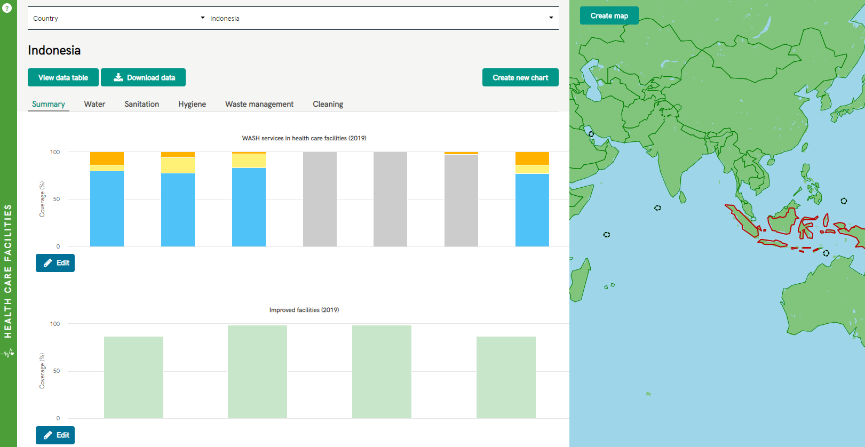 ?
Country
Indonesia
Create map
Indonesia
View data table
Download data
Create new chart
Summary
Water
Sanitation
Hygiene
Waste management
Cleaning
WASH services in health care facilities (2019)
100
50
0
Coverage (%)
Edit
Improved facilities (2019)
100
50
0
Coverage (%)
Edit
HEALTH CARE FACILITIES